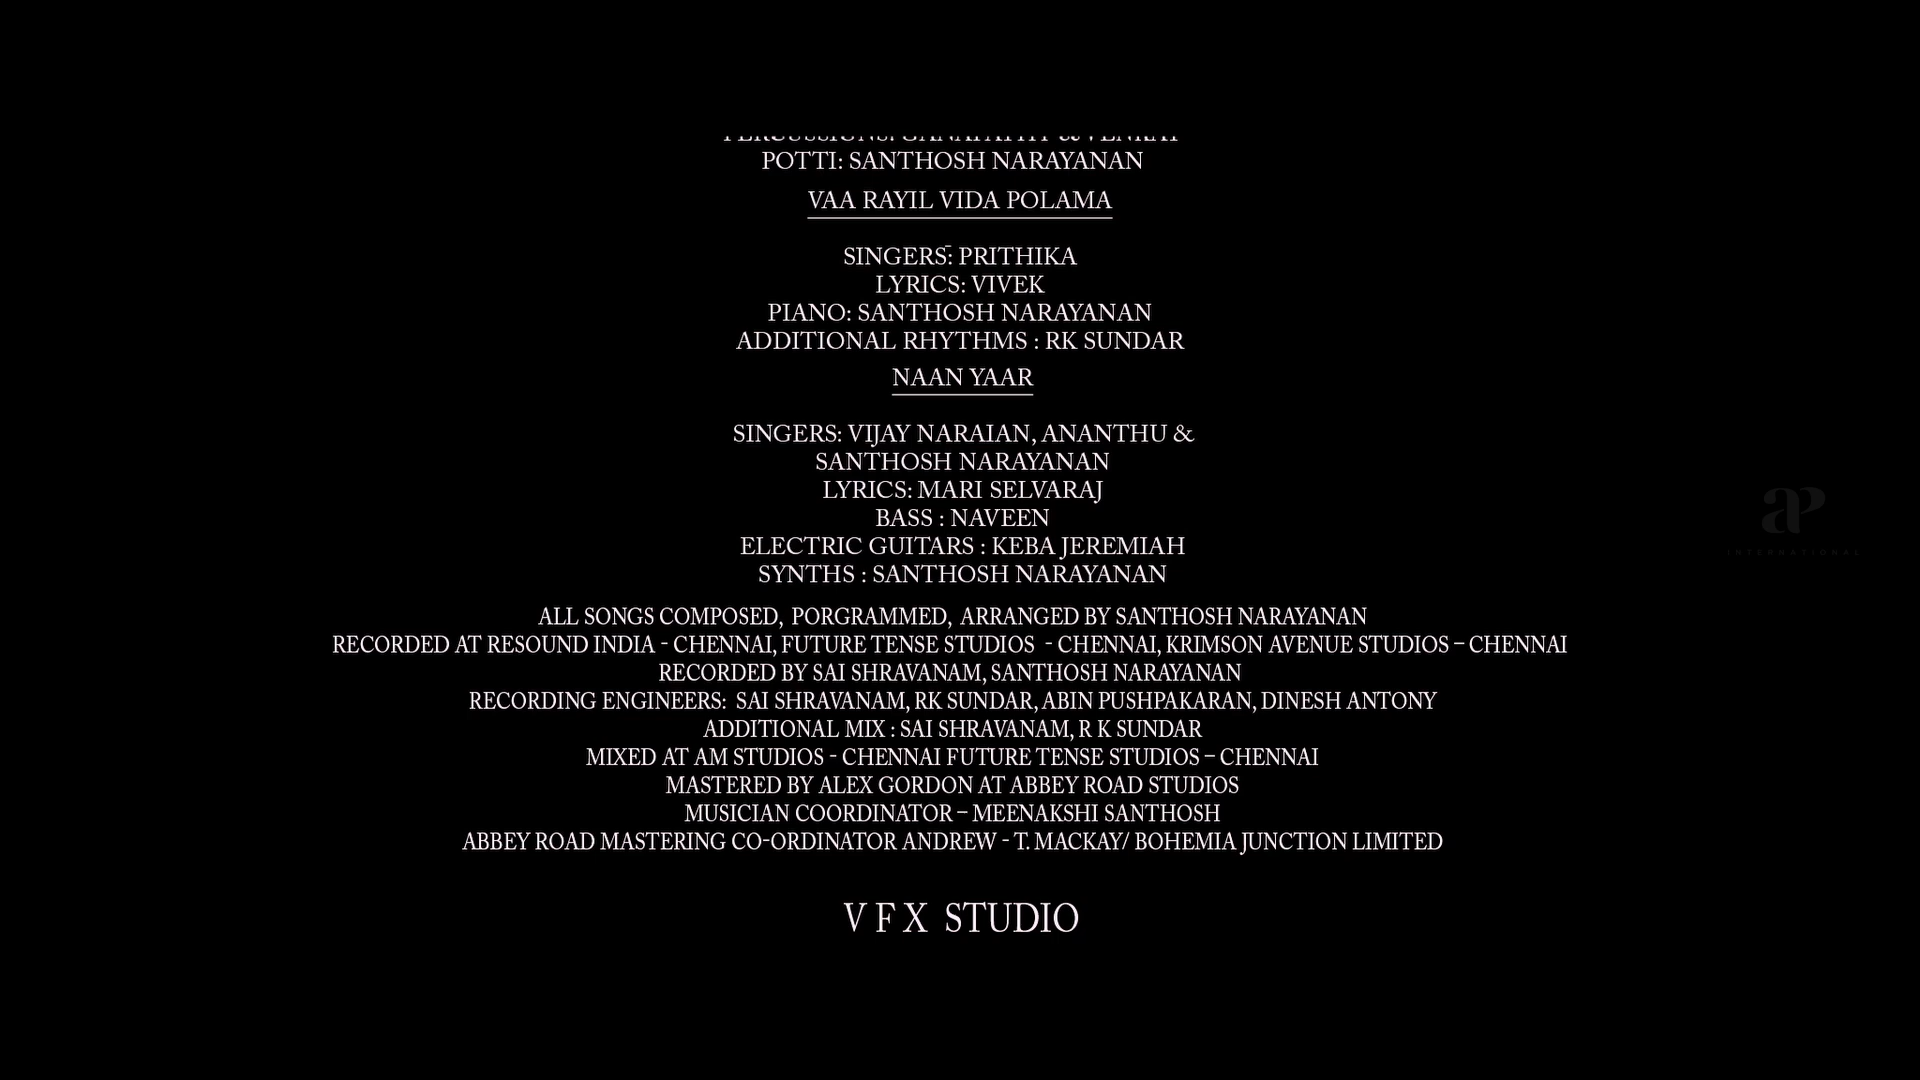 PERCUSSIONS: GANAPATHY & VENKAT
POTTI: SANTHOSH NARAYANAN
VAA RAYIL VIDA POLAMA
SINGERS: PRITHIKA
LYRICS: VIVEK
PIANO: SANTHOSH NARAYANAN
ADDITIONAL RHYTHMS : RK SUNDAR
NAAN YAAR
SINGERS: VIJAY NARAIAN, ANANTHU &
SANTHOSH NARAYANAN
LYRICS: MARI SELVARAJ
BASS : NAVEEN
ELECTRIC GUITARS : KEBA JEREMIAH
SYNTHS : SANTHOSH NARAYANAN
ALL SONGS COMPOSED, PORGRAMMED, ARRANGED BY SANTHOSH NARAYANAN
RECORDED AT RESOUND INDIA - CHENNAI, FUTURE TENSE STUDIOS - CHENNAI, KRIMSON AVENUE STUDIOS – CHENNAI
RECORDED BY SAI SHRAVANAM, SANTHOSH NARAYANAN
RECORDING ENGINEERS: SAI SHRAVANAM, RK SUNDAR, ABIN PUSHPAKARAN, DINESH ANTONY
ADDITIONAL MIX : SAI SHRAVANAM, R K SUNDAR
MIXED AT AM STUDIOS - CHENNAI FUTURE TENSE STUDIOS – CHENNAI
MASTERED BY ALEX GORDON AT ABBEY ROAD STUDIOS
MUSICIAN COORDINATOR – MEENAKSHI SANTHOSH
ABBEY ROAD MASTERING CO-ORDINATOR ANDREW - T. MACKAY/ BOHEMIA JUNCTION LIMITED
V F X STUDIO
aP
INTERNATIONAL